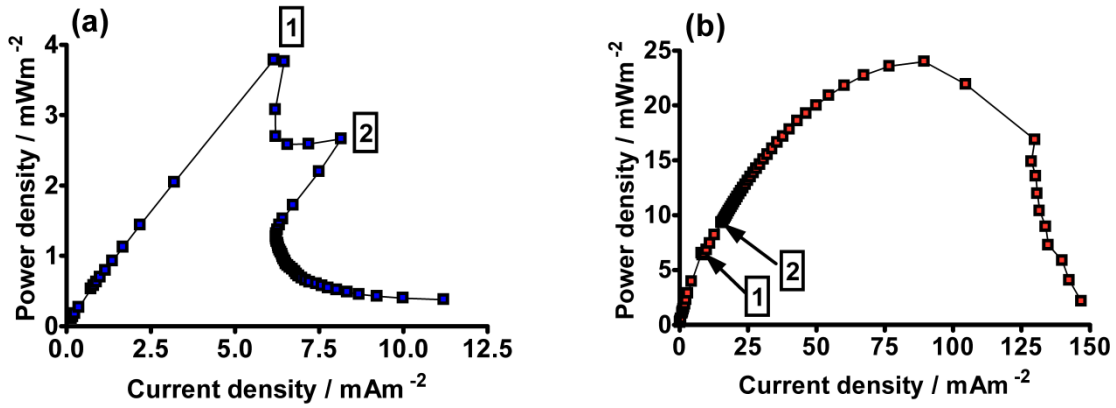 (a)
1
2
Power density / mWm⁻²
4
3
2
1
0
0.0 2.5 5.0 7.5 10.0 12.5
Current density / mAm ⁻²
(b)
Power density / mWm⁻²
25
20
15
10
5
0
2
1
0 25 50 75 100 125 150
Current density / mAm ⁻²